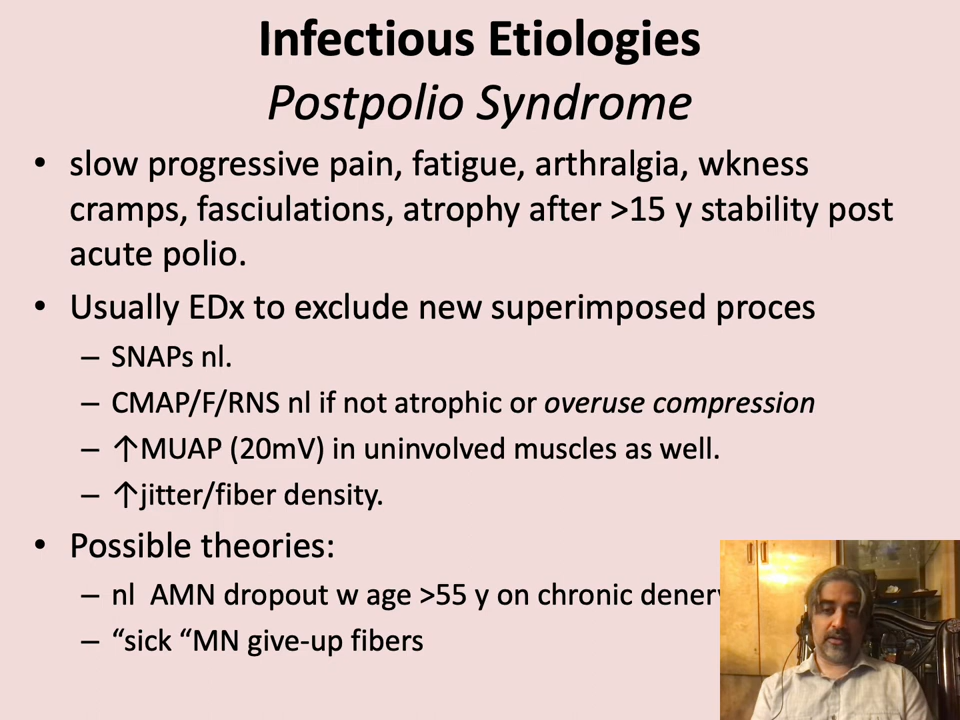 Infectious Etiologies
Postpolio Syndrome
• slow progressive pain, fatigue, arthralgia, wkness
cramps, fasciulations, atrophy after >15 y stability post
acute polio.
• Usually EDx to exclude new superimposed proces
– SNAPs nl.
– CMAP/F/RNS nl if not atrophic or overuse compression
– ↑MUAP (20mV) in uninvolved muscles as well.
– ↑jitter/fiber density.
• Possible theories:
– nl AMN dropout w age >55 y on chronic
– “sick “MN give-up fibers